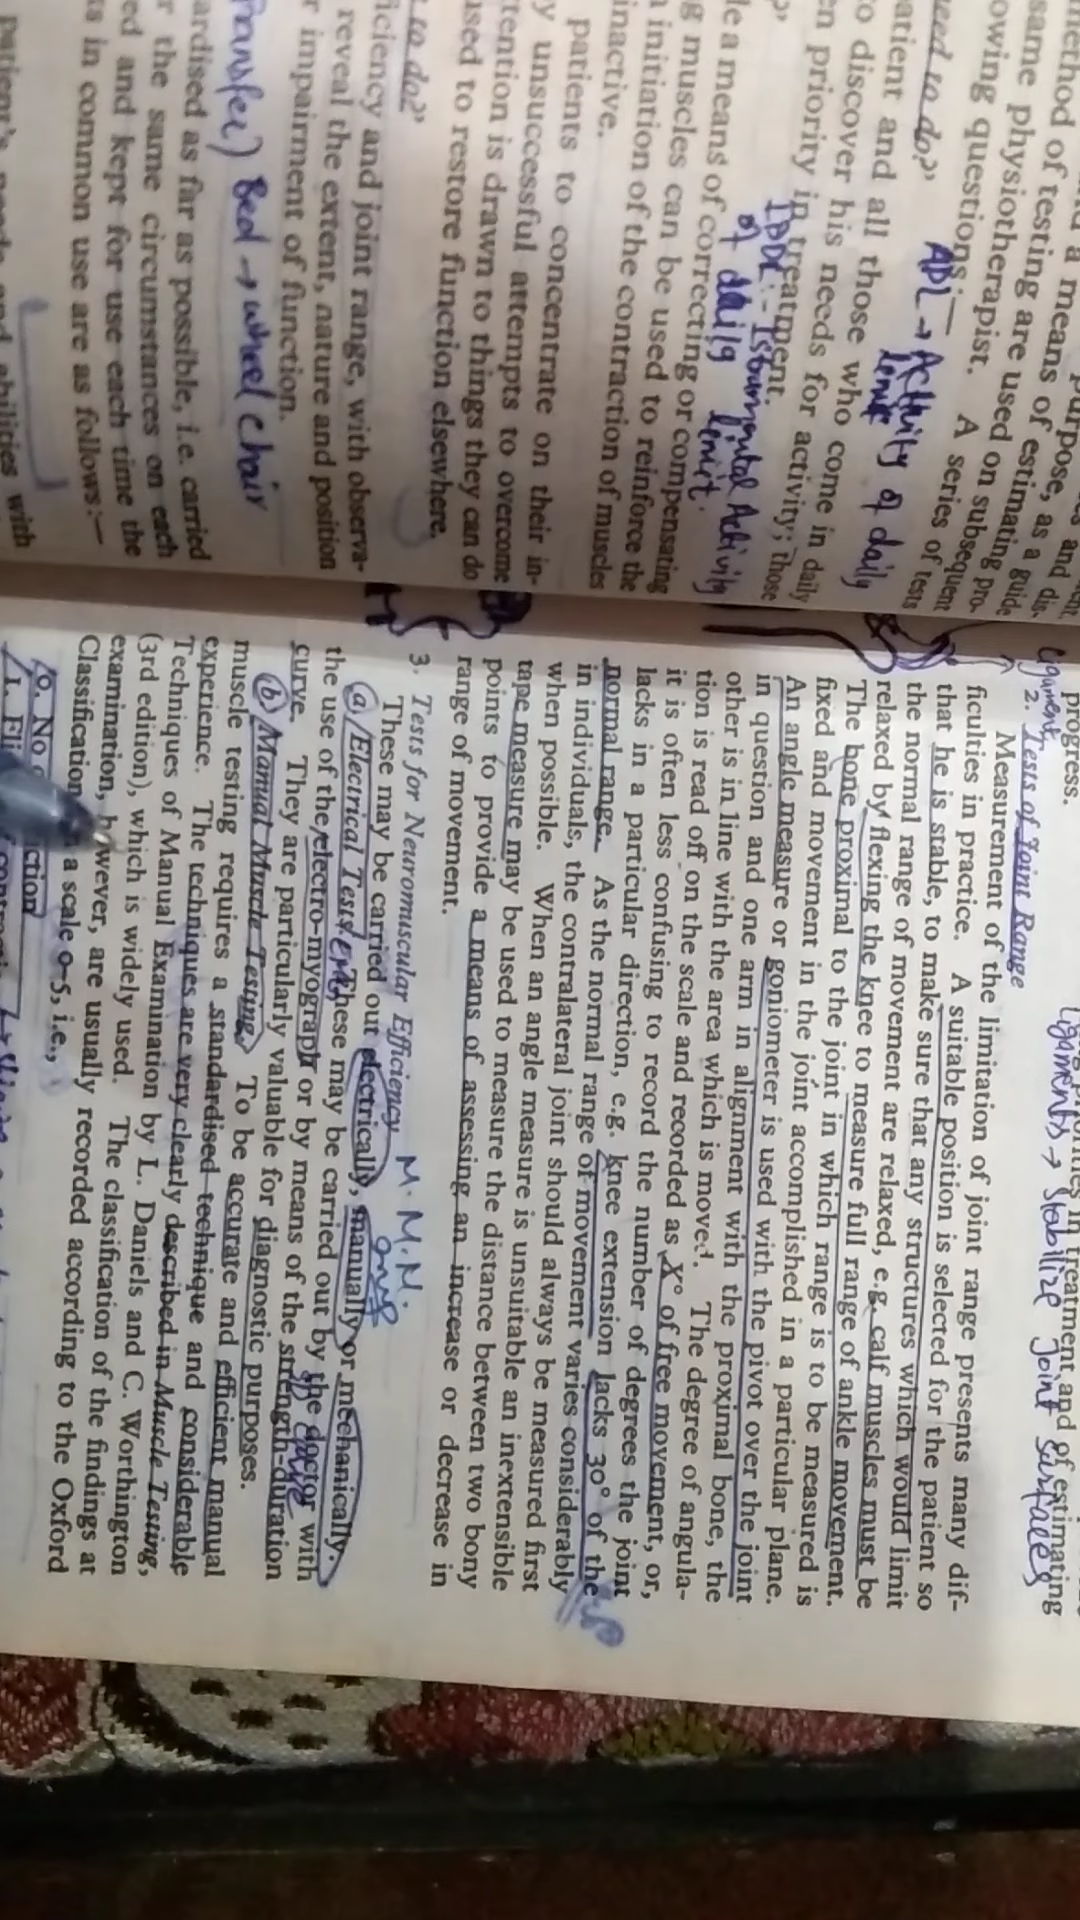 method of testing are used on subsequent
same physiotherapist. A series of tests
owing questions:—
ADL → Activity of daily
need to do?"
patient and all those who come in daily
to discover his needs for activity; those
en priority in treatment.
of daily
le a means of correcting or compensating
g muscles can be used to reinforce the
initiation of the contraction of muscles
inactive.
patients to concentrate on their in-
y unsuccessful attempts to overcome
tention is drawn to things they can do
used to restore function elsewhere.
to do?"
iciency and joint range, with observa-
reveal the extent, nature and position
r impairment of function.
Transfer) Bed → wheel chair
ardised as far as possible, i.e. carried
r the same circumstances on each
ed and kept for use each time the
s in common use are as follows:—
progress.
Ligaments → Stabilize joint surfaces
2. Tests of Joint Range
Measurement of the limitation of joint range presents many dif-
ficulties in practice. A suitable position is selected for the patient so
that he is stable, to make sure that any structures which would limit
the normal range of movement are relaxed, e.g. calf muscles must be
relaxed by flexing the knee to measure full range of ankle movement.
The bone proximal to the joint in which range is to be measured is
fixed and movement in the joint accomplished in a particular plane.
An angle measure or goniometer is used with the pivot over the joint
in question and one arm in alignment with the proximal bone, the
other is in line with the area which is moved. The degree of angula-
tion is read off on the scale and recorded as X° of free movement, or,
it is often less confusing to record the number of degrees the joint
lacks in a particular direction, e.g. knee extension lacks 30° of the
normal range. As the normal range of movement varies considerably
in individuals, the contralateral joint should always be measured first
when possible. When an angle measure is unsuitable an inextensible
tape measure may be used to measure the distance between two bony
points to provide a means of assessing an increase or decrease in
range of movement.
3. Tests for Neuromuscular Efficiency M.M.N.
These may be carried out electrically, manually or mechanically.
(a) Electrical Tests These may be carried out by the doctor with
the use of the electro-myograph or by means of the strength-duration
curve. They are particularly valuable for diagnostic purposes.
(b) Manual Muscle Testing. To be accurate and efficient manual
muscle testing requires a standardised technique and considerable
experience. The techniques are very clearly described in Muscle Testing,
Techniques of Manual Examination by L. Daniels and C. Worthington
(3rd edition), which is widely used. The classification of the findings at
examination, however, are usually recorded according to the Oxford
Classification a scale 0-5, i.e.,
0. No